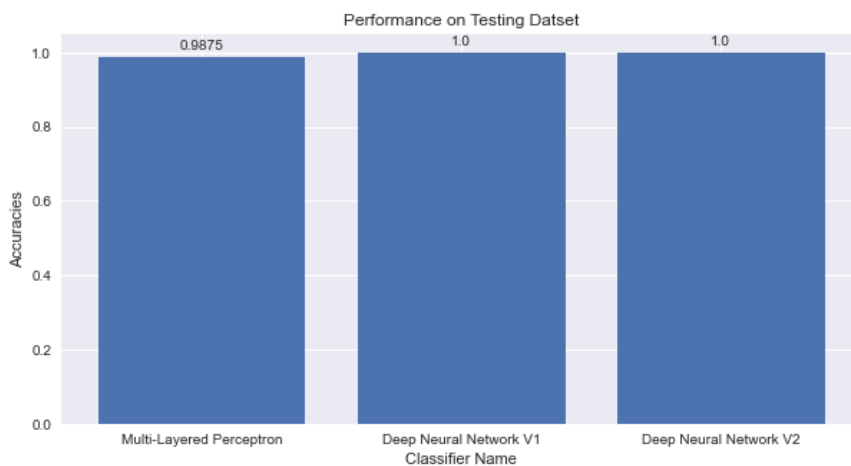 Performance on Testing Datset
0.9875 1.0 1.0
1.0
0.8
0.6
0.4
0.2
0.0
Accuracies
Multi-Layered Perceptron Deep Neural Network V1 Deep Neural Network V2
Classifier Name